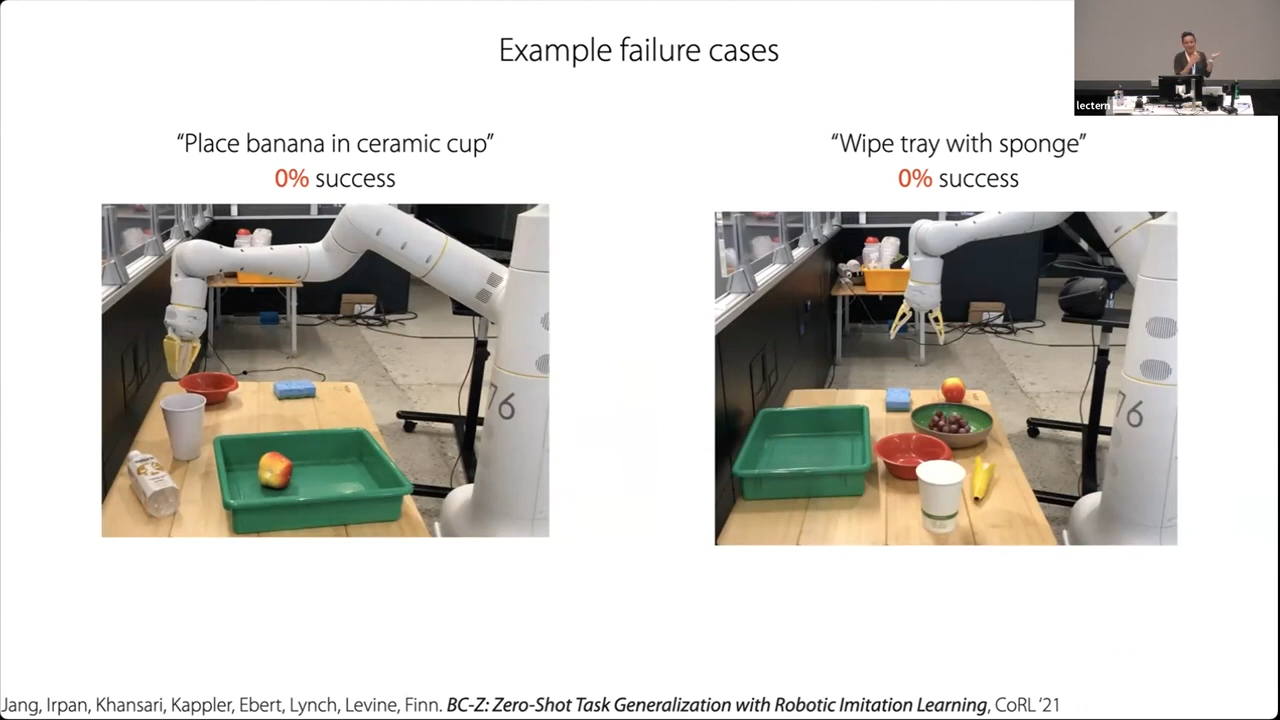 Example failure cases
lectern
“Place banana in ceramic cup”
0% success
“Wipe tray with sponge”
0% success
76
76
Jang, Irpan, Khansari, Kappler, Ebert, Lynch, Levine, Finn. BC-Z: Zero-Shot Task Generalization with Robotic Imitation Learning, CoRL ‘21